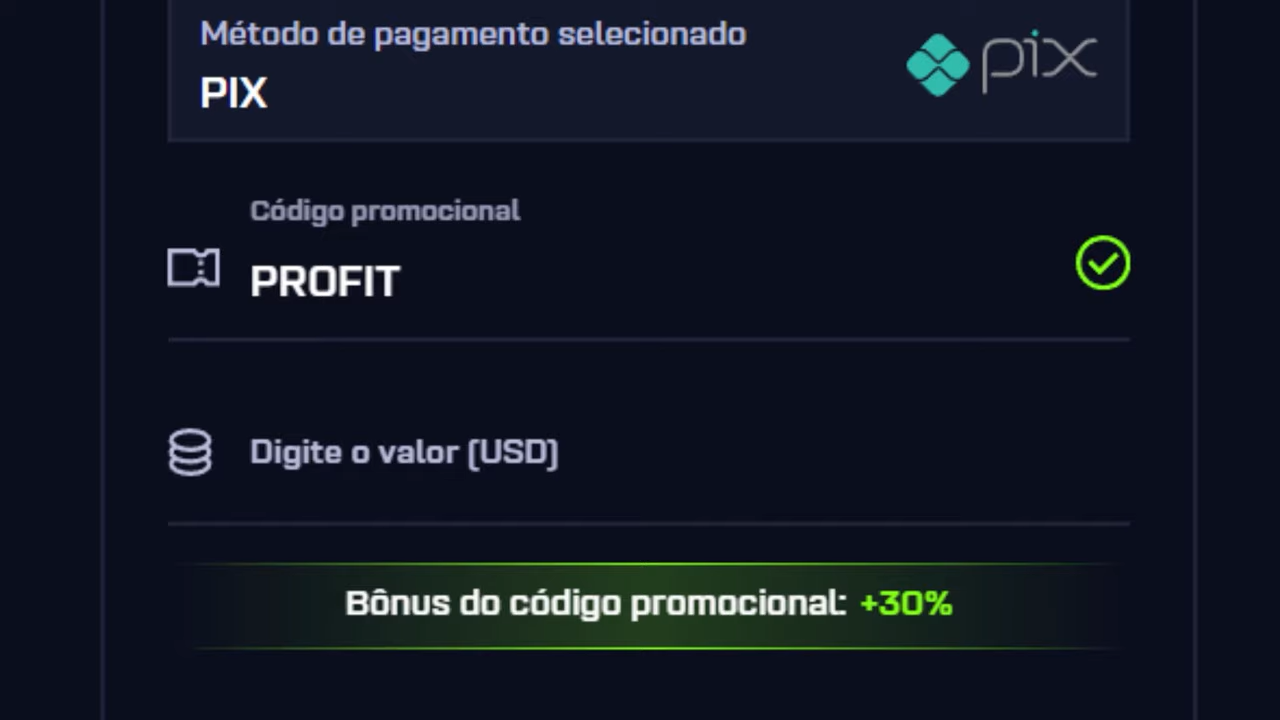 Método de pagamento selecionado
PIX
pix
Código promocional
PROFIT
Digite o valor (USD)
Bônus do código promocional: +30%